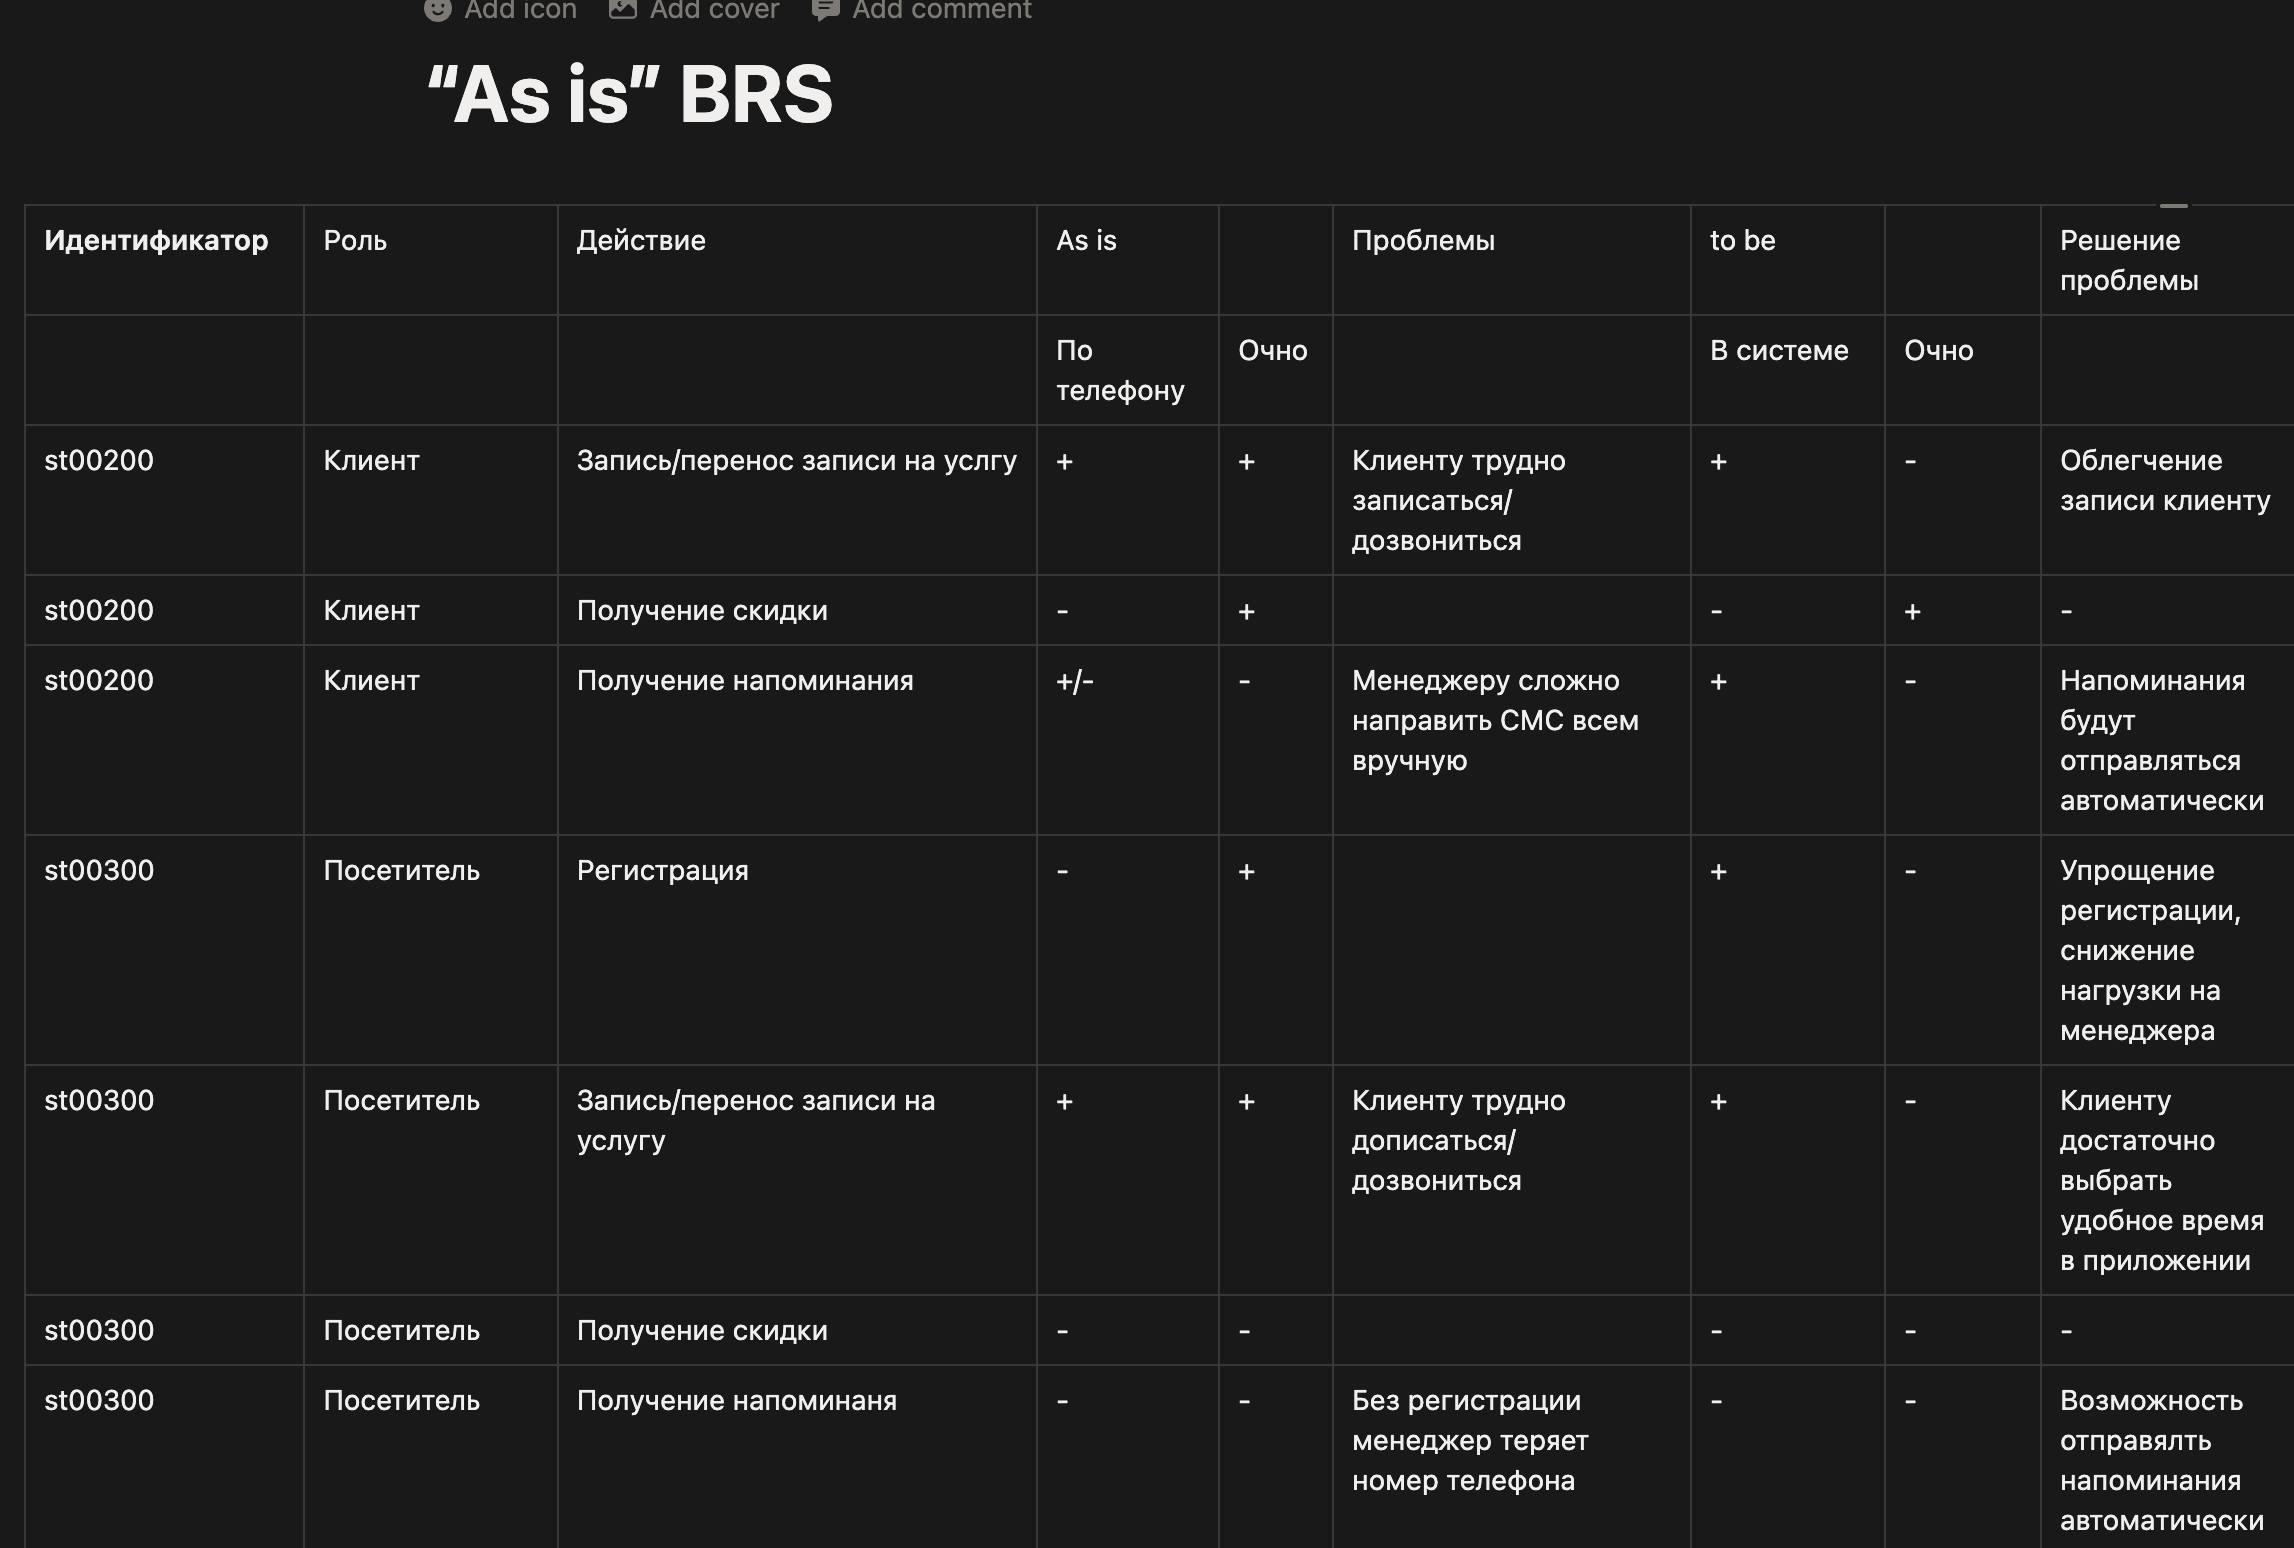 Add icon Add cover Add comment
“As is” BRS
Идентификатор Роль Действие As is Проблемы to be Решение
проблемы
По
телефону Очно В системе Очно
st00200 Клиент Запись/перенос записи на услгу + + Клиенту трудно
записаться/
дозвониться + - Облегчение
записи клиенту
st00200 Клиент Получение скидки - + - + -
st00200 Клиент Получение напоминания +/- - Менеджеру сложно
направить СМС всем
вручную + - Напоминания
будут
отправляться
автоматически
st00300 Посетитель Регистрация - + + - Упрощение
регистрации,
снижение
нагрузки на
менеджера
st00300 Посетитель Запись/перенос записи на
услугу + + Клиенту трудно
дописаться/
дозвониться + - Клиенту
достаточно
выбрать
удобное время
в приложении
st00300 Посетитель Получение скидки - - - - -
st00300 Посетитель Получение напоминаня - - Без регистрации
менеджер теряет
номер телефона - - Возможность
отправялть
напоминания
автоматически